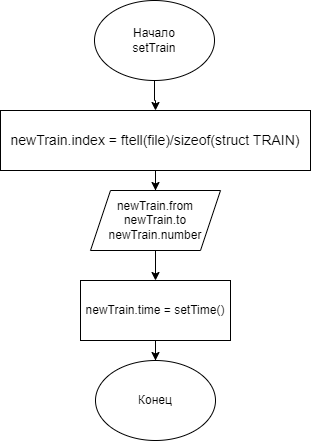 Начало
setTrain
newTrain.index = ftell(file)/sizeof(struct TRAIN)
newTrain.from
newTrain.to
newTrain.number
newTrain.time = setTime()
Конец